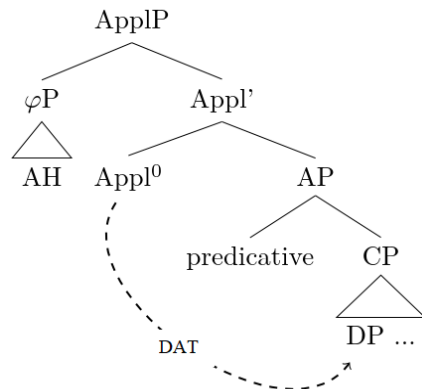 ApplP
φP Appl’
AH Appl⁰ AP
predicative CP
DP ...
DAT